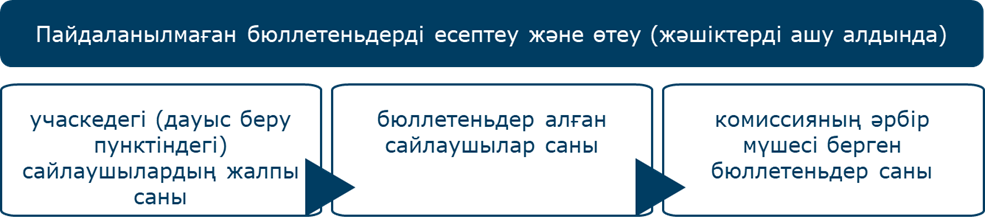 Пайдаланылмаған бюллетеньдерді есептеу және өтеу (жәшіктерді ашу алдында)
учаскедегі (дауыс беру
пунктіндегі)
сайлаушылардың жалпы
саны
бюллетеньдер алған
сайлаушылар саны
комиссияның әрбір
мүшесі берген
бюллетеньдер саны